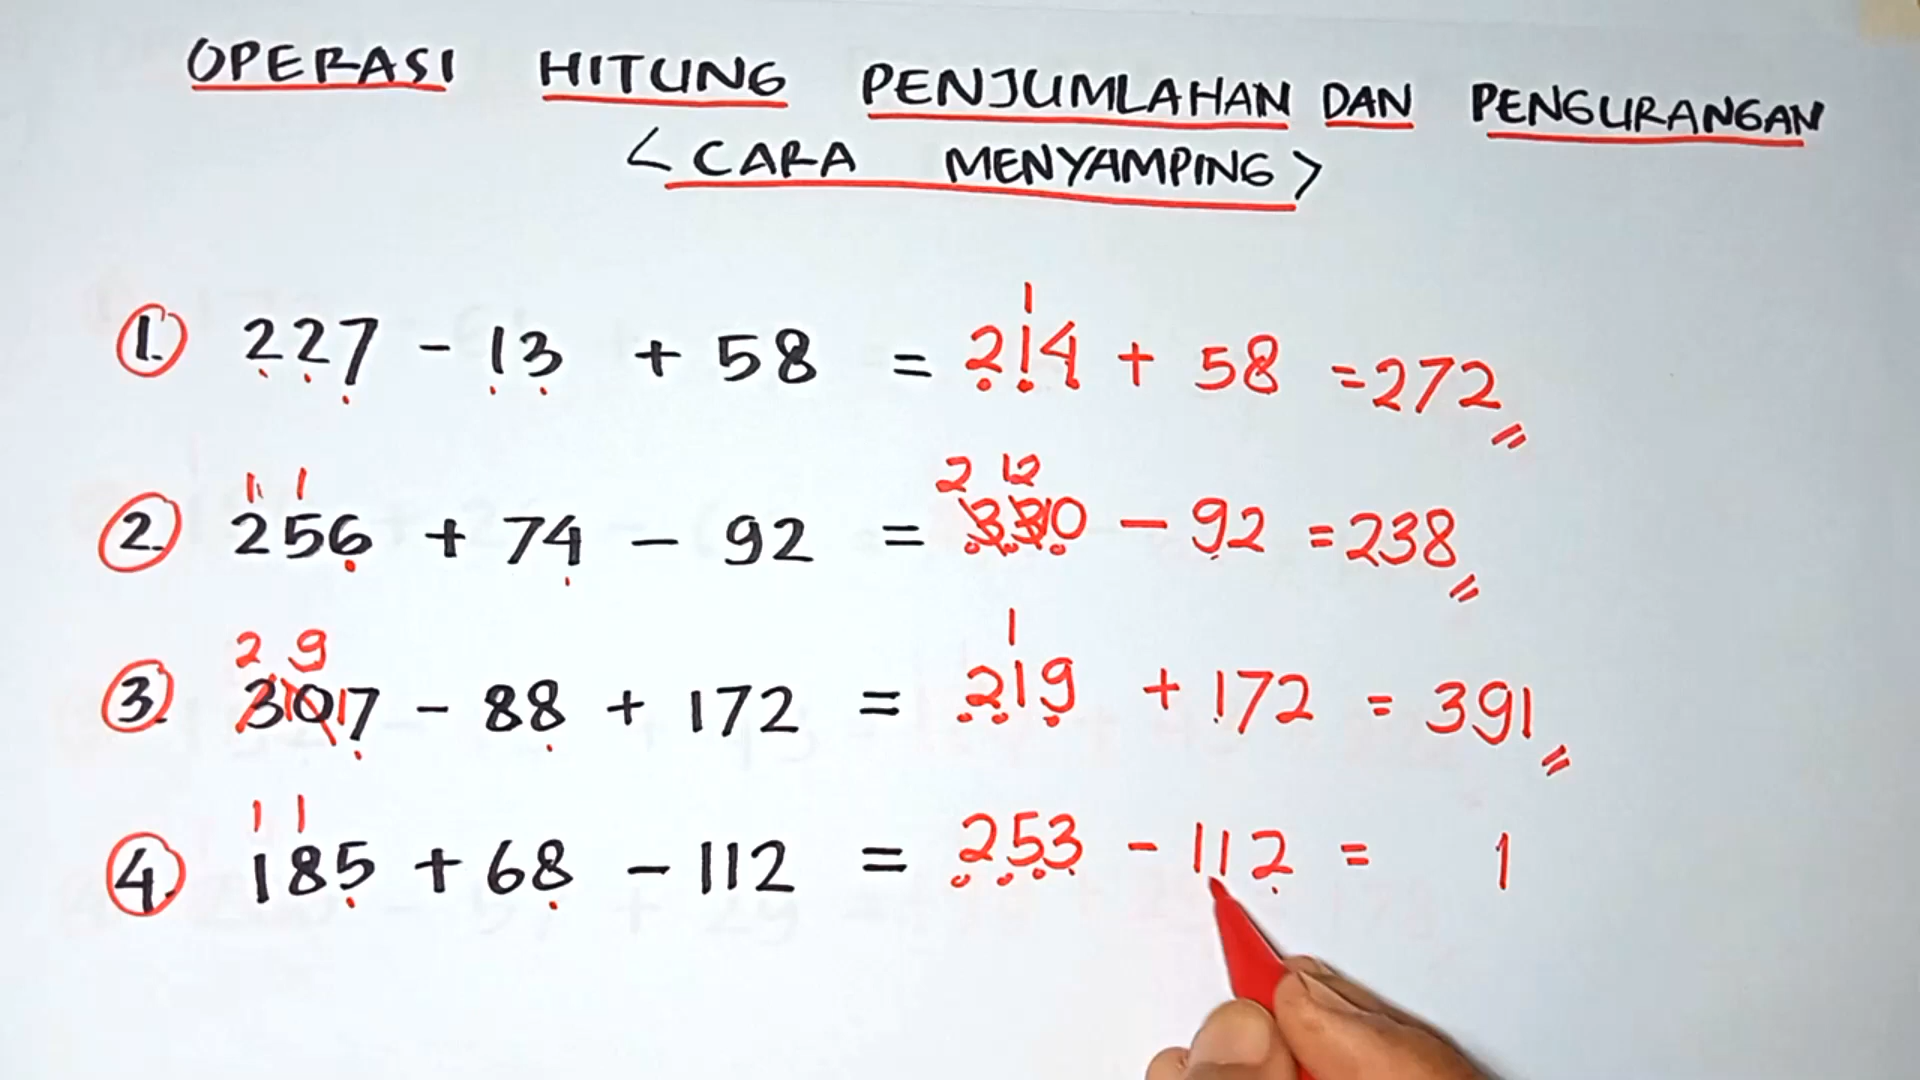 OPERASI HITUNG PENJUMLAHAN DAN PENGURANGAN
<CARA MENYAMPING>
1. 227 - 13 + 58 = 214 + 58 = 272
2. 256 + 74 - 92 = 330 - 92 = 238
3. 307 - 88 + 172 = 219 + 172 = 391
4. 185 + 68 - 112 = 253 - 112 = 1